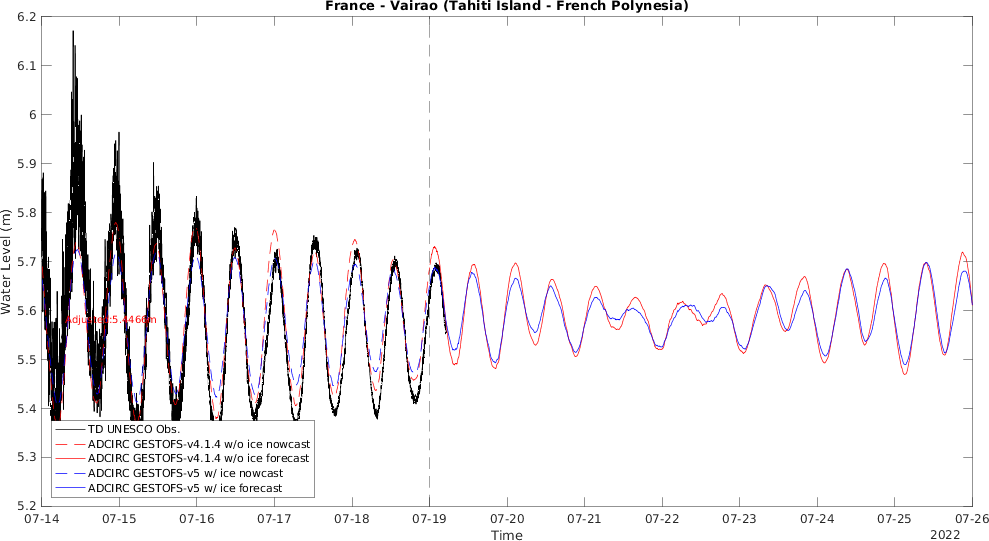 France - Vairao (Tahiti Island - French Polynesia)
Water Level (m)
6.2
6.1
6
5.9
5.8
5.7
5.6
5.5
5.4
5.3
5.2
Adjusted:5.4466m
TD UNESCO Obs.
ADCIRC GESTOFS-v4.1.4 w/o ice nowcast
ADCIRC GESTOFS-v4.1.4 w/o ice forecast
ADCIRC GESTOFS-v5 w/ ice nowcast
ADCIRC GESTOFS-v5 w/ ice forecast
07-14 07-15 07-16 07-17 07-18 07-19 07-20 07-21 07-22 07-23 07-24 07-25 07-26
Time
2022